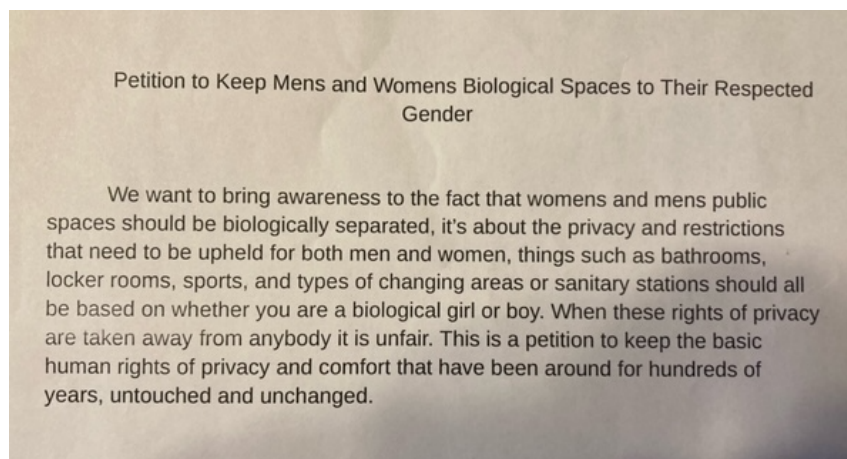 Petition to Keep Mens and Womens Biological Spaces to Their Respected
Gender
We want to bring awareness to the fact that womens and mens public
spaces should be biologically separated, it's about the privacy and restrictions
that need to be upheld for both men and women, things such as bathrooms,
locker rooms, sports, and types of changing areas or sanitary stations should all
be based on whether you are a biological girl or boy. When these rights of privacy
are taken away from anybody it is unfair. This is a petition to keep the basic
human rights of privacy and comfort that have been around for hundreds of
years, untouched and unchanged.